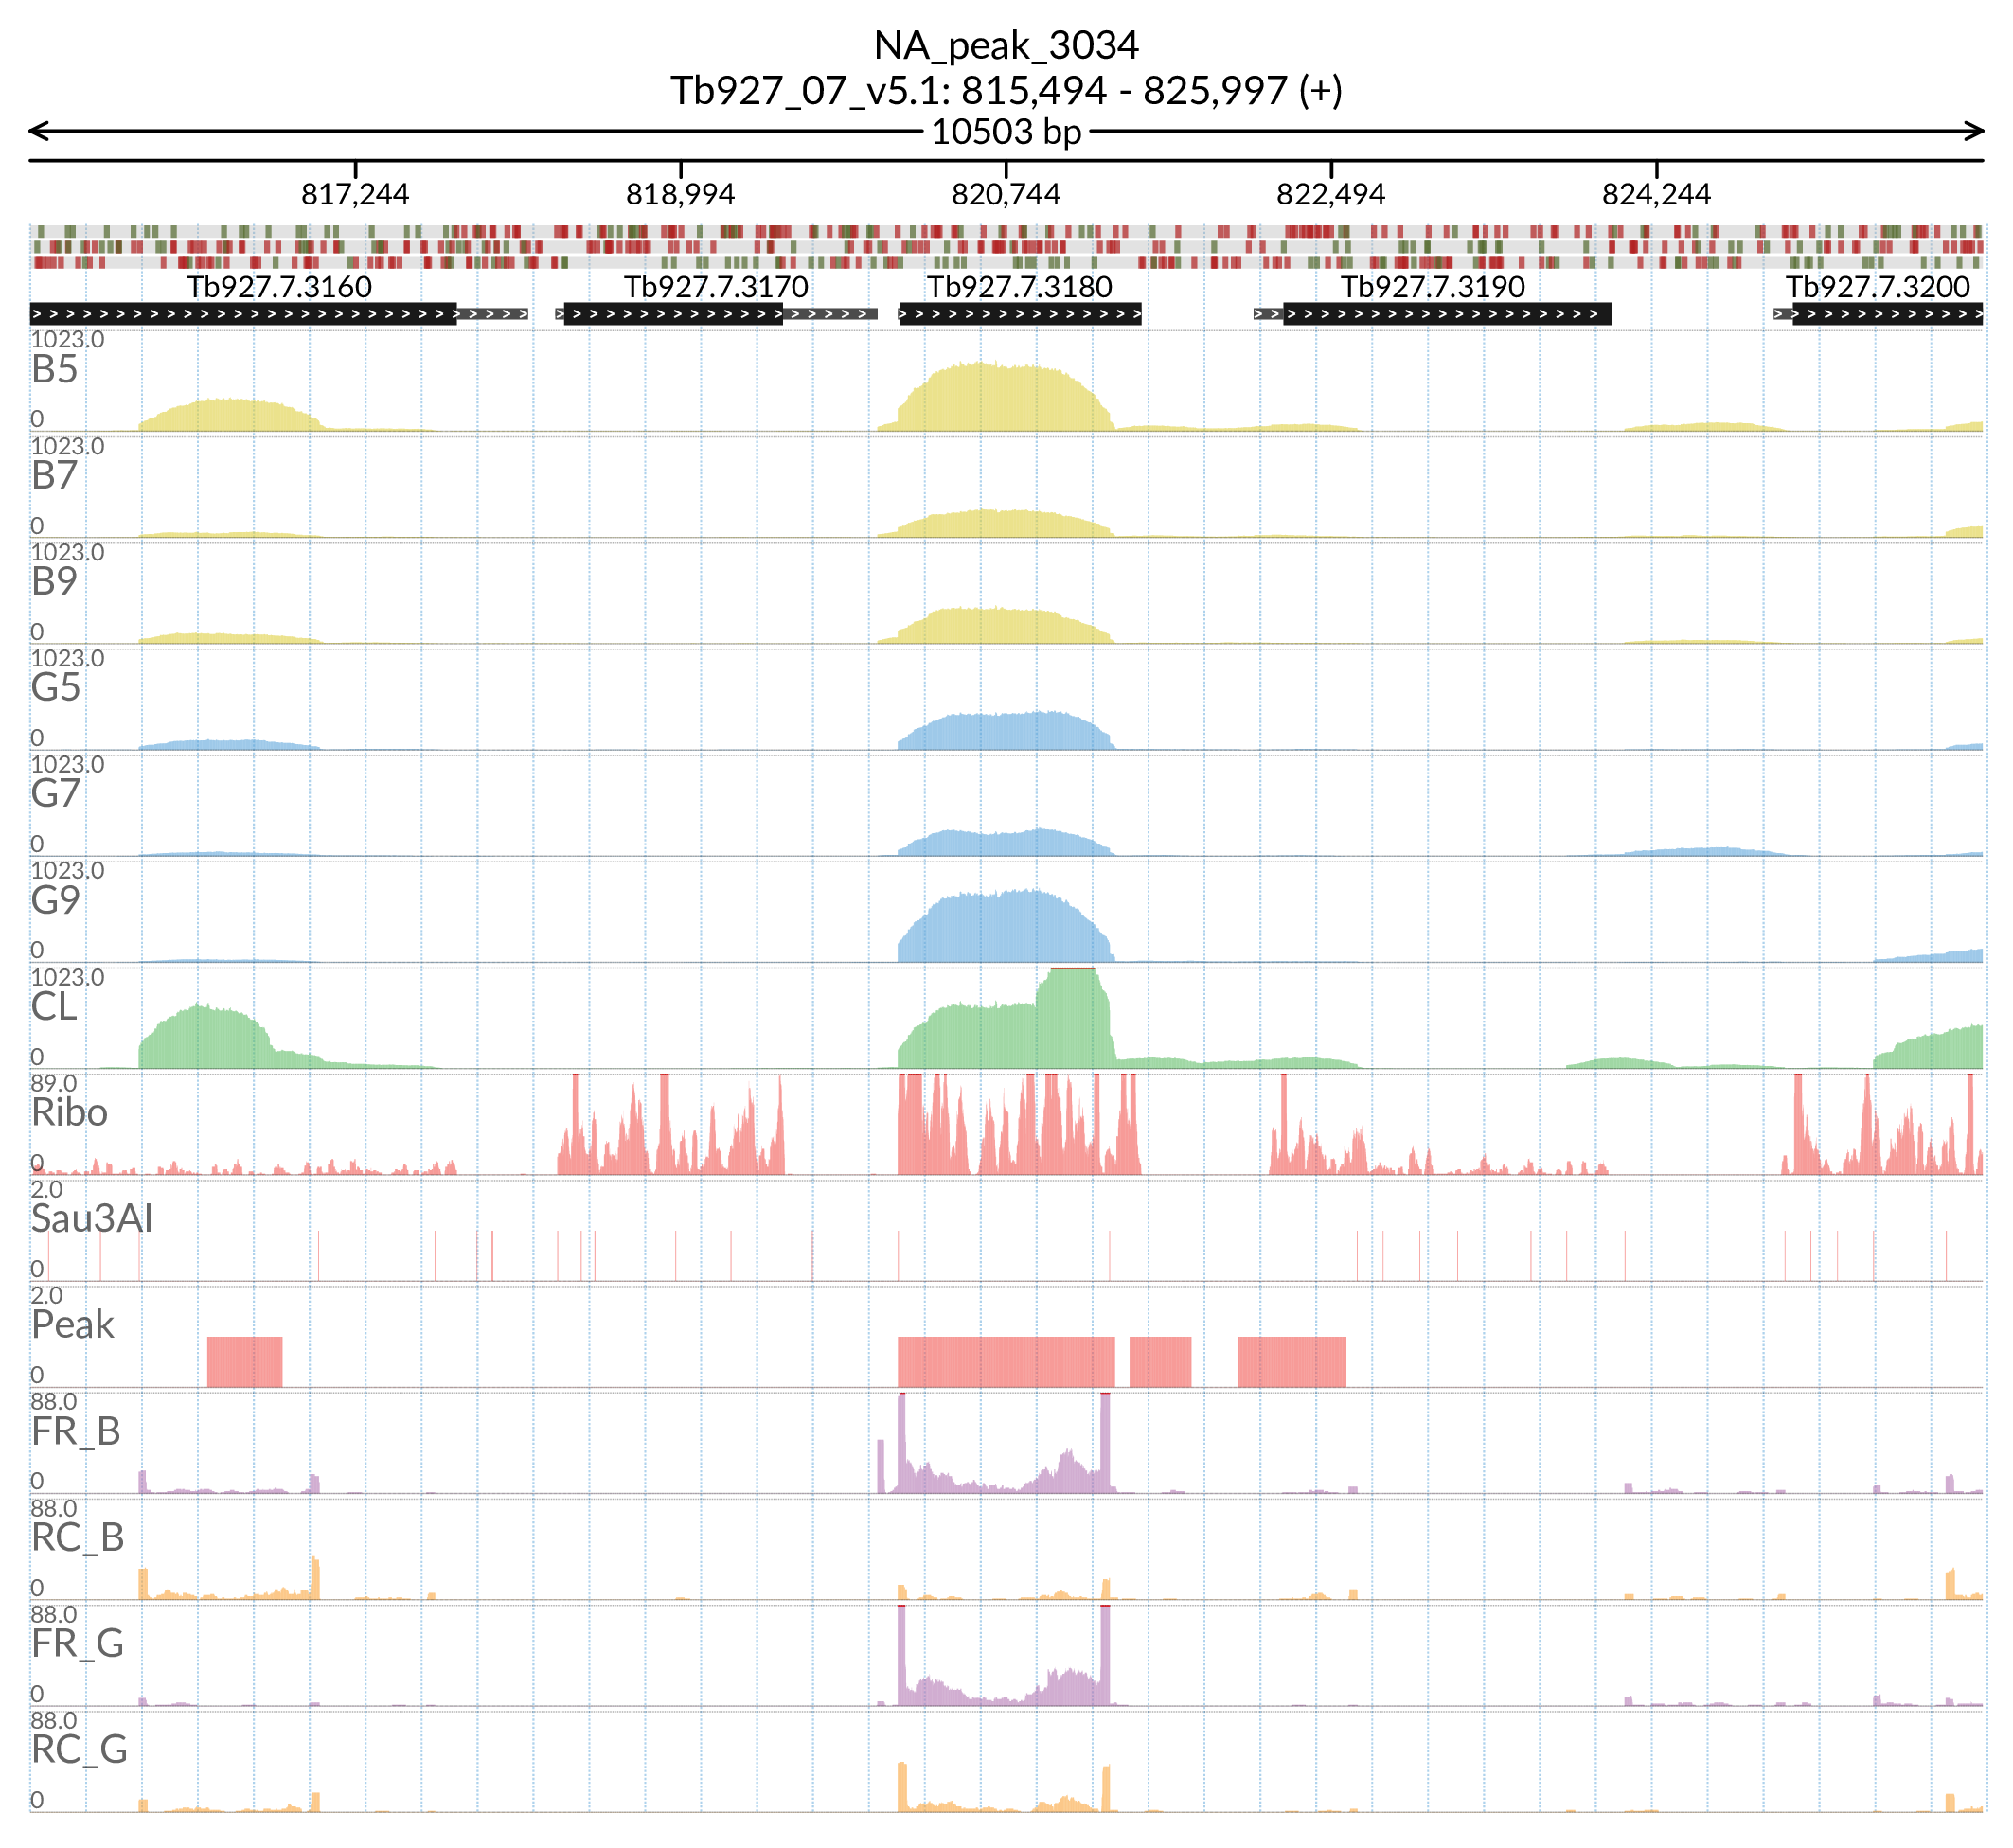 NA_peak_3034
Tb927_07_v5.1: 815,494 - 825,997 (+)
10503 bp
817,244 818,994 820,744 822,494 824,244
Tb927.7.3160 Tb927.7.3170 Tb927.7.3180 Tb927.7.3190 Tb927.7.3200
1023.0
B5
0
1023.0
B7
0
1023.0
B9
0
1023.0
G5
0
1023.0
G7
0
1023.0
G9
0
1023.0
CL
0
89.0
Ribo
0
2.0
Sau3AI
0
2.0
Peak
0
88.0
FR_B
0
88.0
RC_B
0
88.0
FR_G
0
88.0
RC_G
0